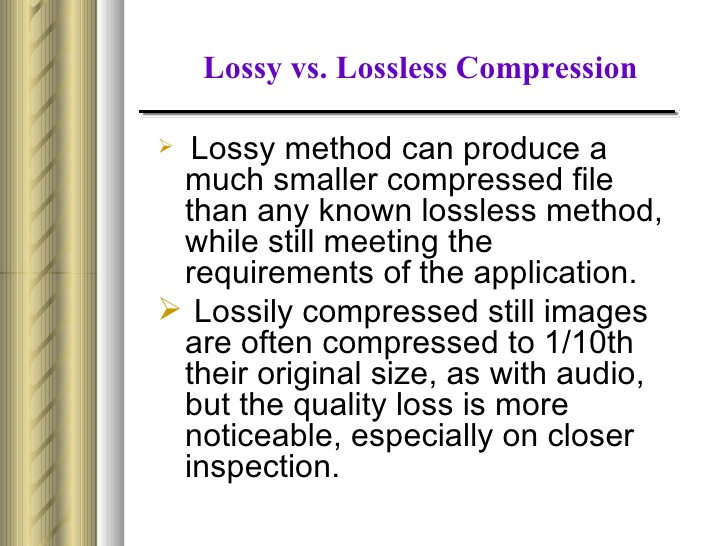 Lossy vs. Lossless Compression
Lossy method can produce a
much smaller compressed file
than any known lossless method,
while still meeting the
requirements of the application.
Lossily compressed still images
are often compressed to 1/10th
their original size, as with audio,
but the quality loss is more
noticeable, especially on closer
inspection.